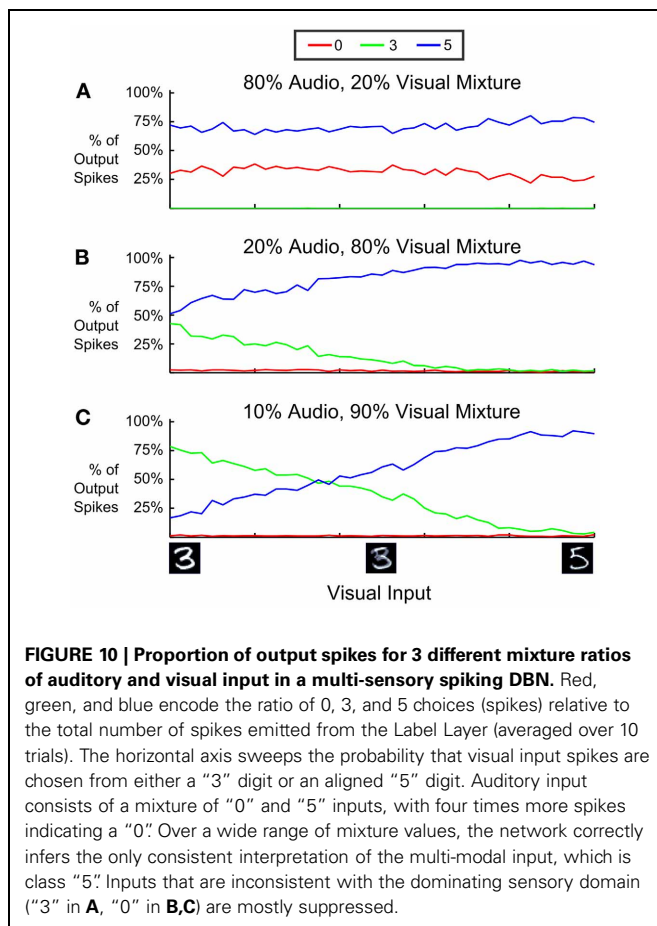 0 3 5
A
80% Audio, 20% Visual Mixture
100%
75%
% of
Output
Spikes
50%
25%
B
20% Audio, 80% Visual Mixture
100%
75%
% of
Output
Spikes
50%
25%
C
10% Audio, 90% Visual Mixture
100%
75%
% of
Output
Spikes
50%
25%
3 3 5
Visual Input
FIGURE 10 | Proportion of output spikes for 3 different mixture ratios
of auditory and visual input in a multi-sensory spiking DBN. Red,
green, and blue encode the ratio of 0, 3, and 5 choices (spikes) relative to
the total number of spikes emitted from the Label Layer (averaged over 10
trials). The horizontal axis sweeps the probability that visual input spikes are
chosen from either a “3” digit or an aligned “5” digit. Auditory input
consists of a mixture of “0” and “5” inputs, with four times more spikes
indicating a “0.” Over a wide range of mixture values, the network correctly
infers the only consistent interpretation of the multi-modal input, which is
class “5.” Inputs that are inconsistent with the dominating sensory domain
(“3” in A, “0” in B,C) are mostly suppressed.